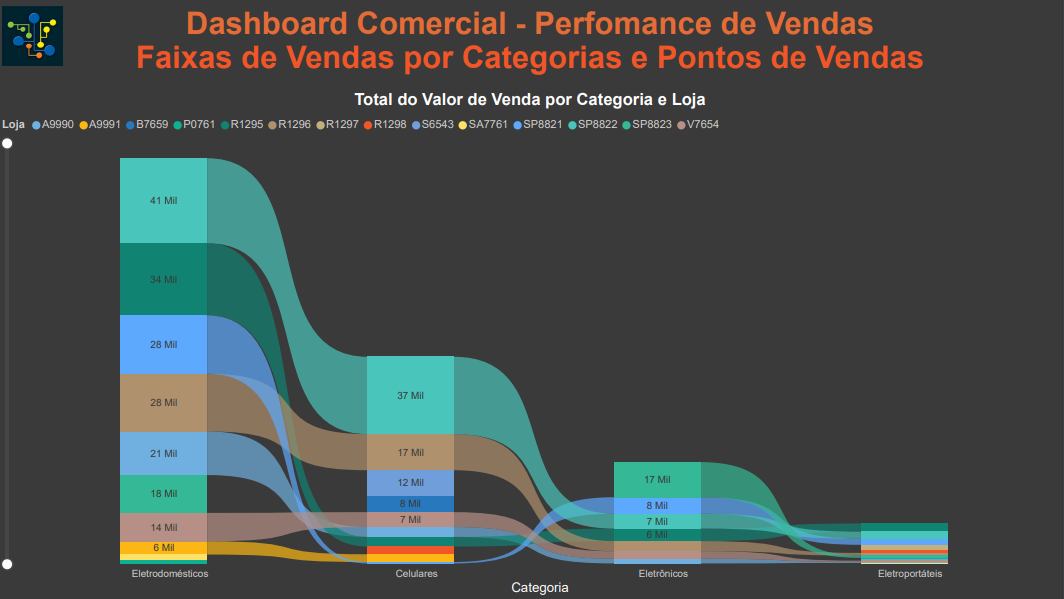 Dashboard Comercial - Perfomance de Vendas
Faixas de Vendas por Categorias e Pontos de Vendas
Total do Valor de Venda por Categoria e Loja
Loja A9990 A9991 B7659 P0761 R1295 R1296 R1297 R1298 S6543 SA7761 SP8821 SP8822 SP8823 V7654
41 Mil
34 Mil
28 Mil
28 Mil
21 Mil
18 Mil
14 Mil
6 Mil
37 Mil
17 Mil
12 Mil
8 Mil
7 Mil
17 Mil
8 Mil
7 Mil
6 Mil
Eletrodomésticos Celulares Eletrônicos Eletroportáteis
Categoria